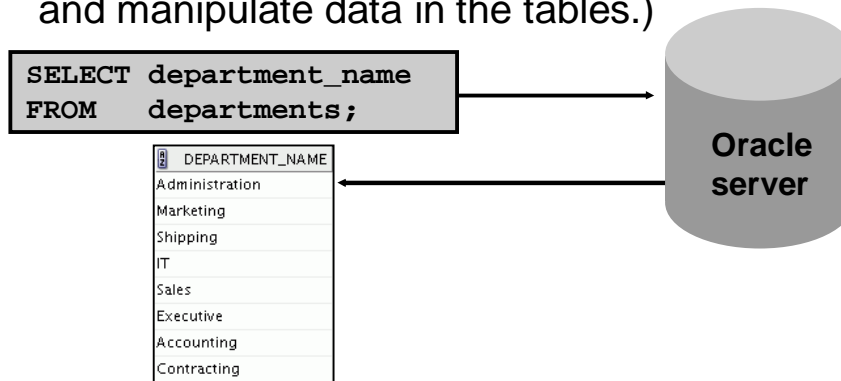 and manipulate data in the tables.)
SELECT department_name
FROM departments;
Oracle
server
DEPARTMENT_NAME
Administration
Marketing
Shipping
IT
Sales
Executive
Accounting
Contracting